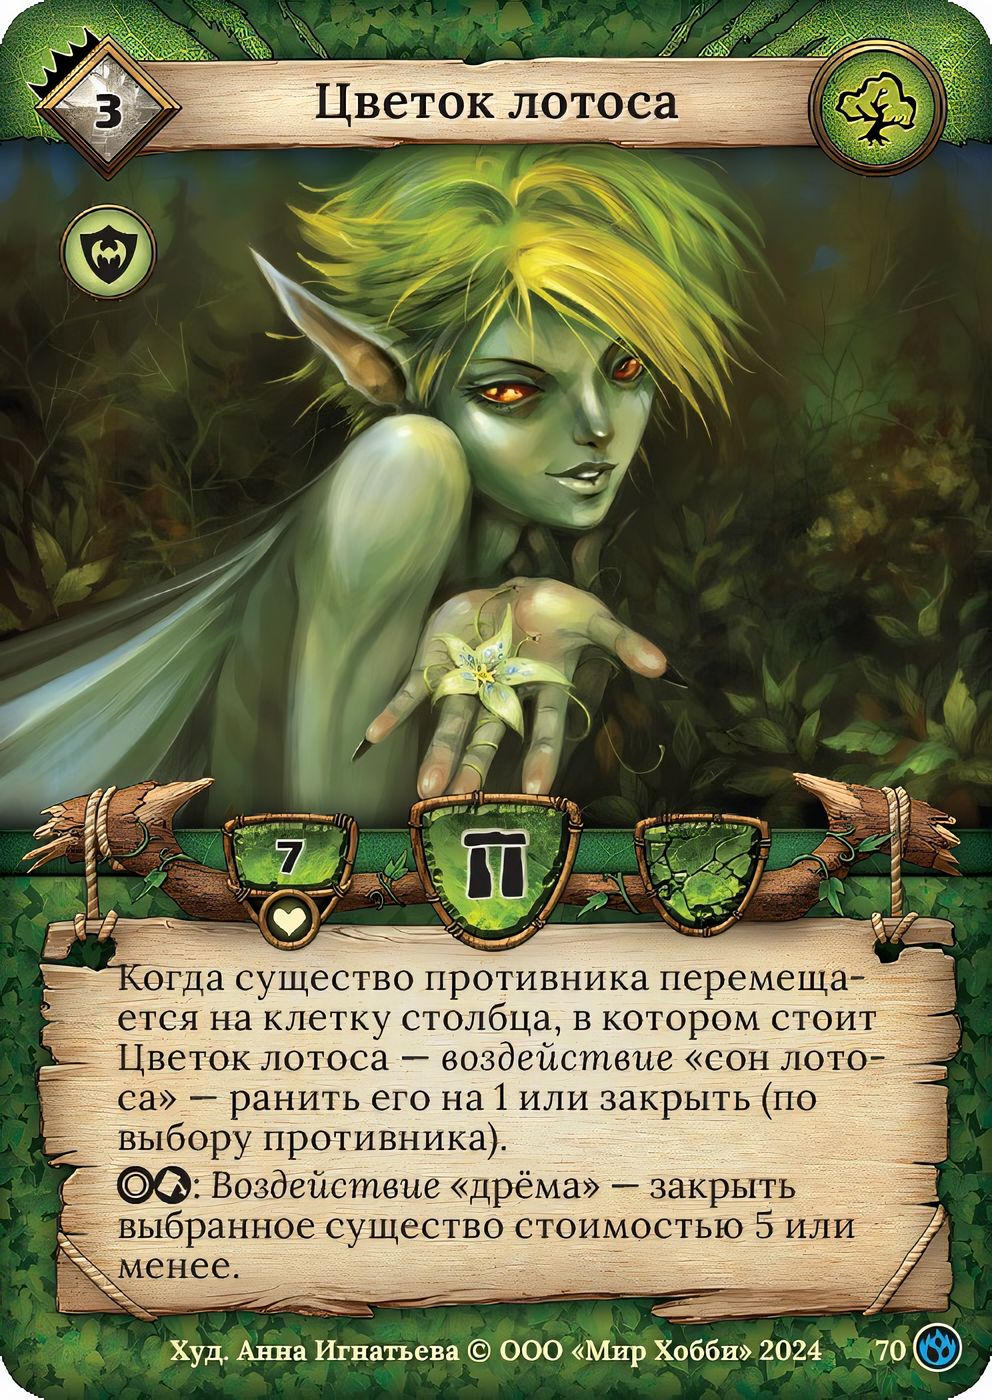 3
Цветок лотоса
7
Когда существо противника перемеща-
ется на клетку столбца, в котором стоит
Цветок лотоса — воздействие «сон лото-
са» — ранить его на 1 или закрыть (по
выбору противника).
: Воздействие «дрёма» — закрыть
выбранное существо стоимостью 5 или
менее.
Худ. Анна Игнатьева © ООО «Мир Хобби» 2024
70